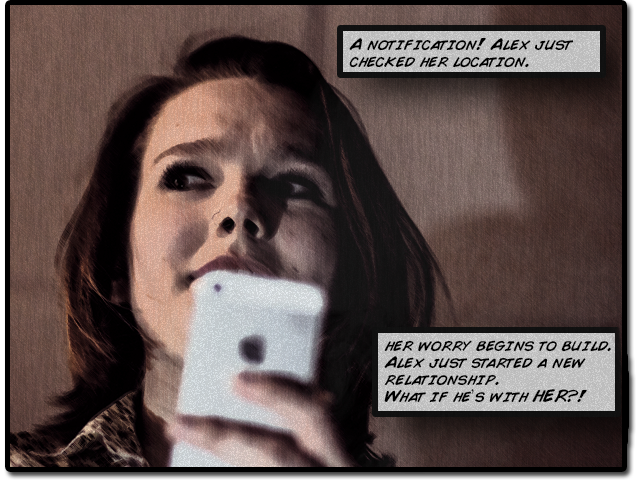 A NOTIFICATION! ALEX JUST
CHECKED HER LOCATION.
HER WORRY BEGINS TO BUILD.
ALEX JUST STARTED A NEW
RELATIONSHIP.
WHAT IF HE'S WITH HER?!